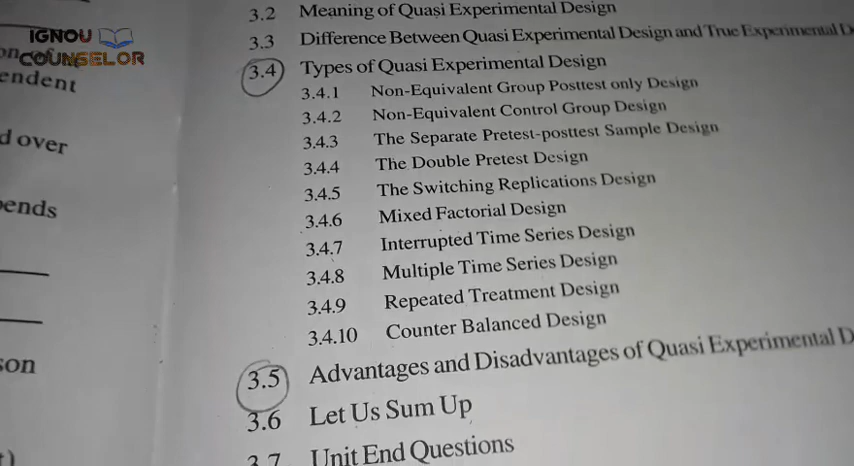 IGNOU
COUNSELOR
endent
d over
ends
son
3.2 Meaning of Quasi Experimental Design
3.3 Difference Between Quasi Experimental Design and True Experimental D
3.4 Types of Quasi Experimental Design
3.4.1 Non-Equivalent Group Posttest only Design
3.4.2 Non-Equivalent Control Group Design
3.4.3 The Separate Pretest-posttest Sample Design
3.4.4 The Double Pretest Design
3.4.5 The Switching Replications Design
3.4.6 Mixed Factorial Design
3.4.7 Interrupted Time Series Design
3.4.8 Multiple Time Series Design
3.4.9 Repeated Treatment Design
3.4.10 Counter Balanced Design
3.5 Advantages and Disadvantages of Quasi Experimental D
3.6 Let Us Sum Up
3.7 Unit End Questions